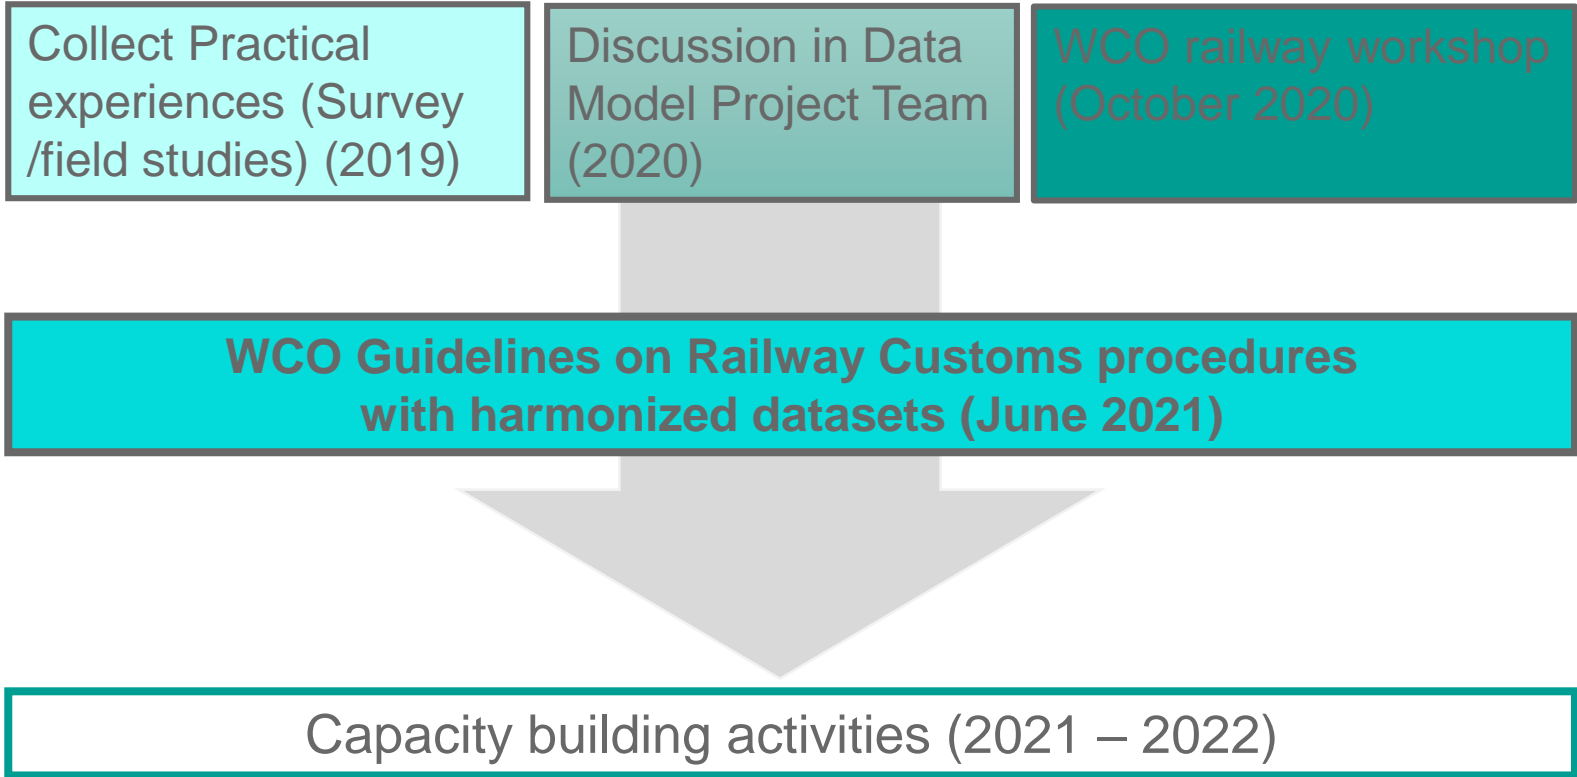 Collect Practical
experiences (Survey
/field studies) (2019)
Discussion in Data
Model Project Team
(2020)
WCO railway workshop
(October 2020)
WCO Guidelines on Railway Customs procedures
with harmonized datasets (June 2021)
Capacity building activities (2021 – 2022)